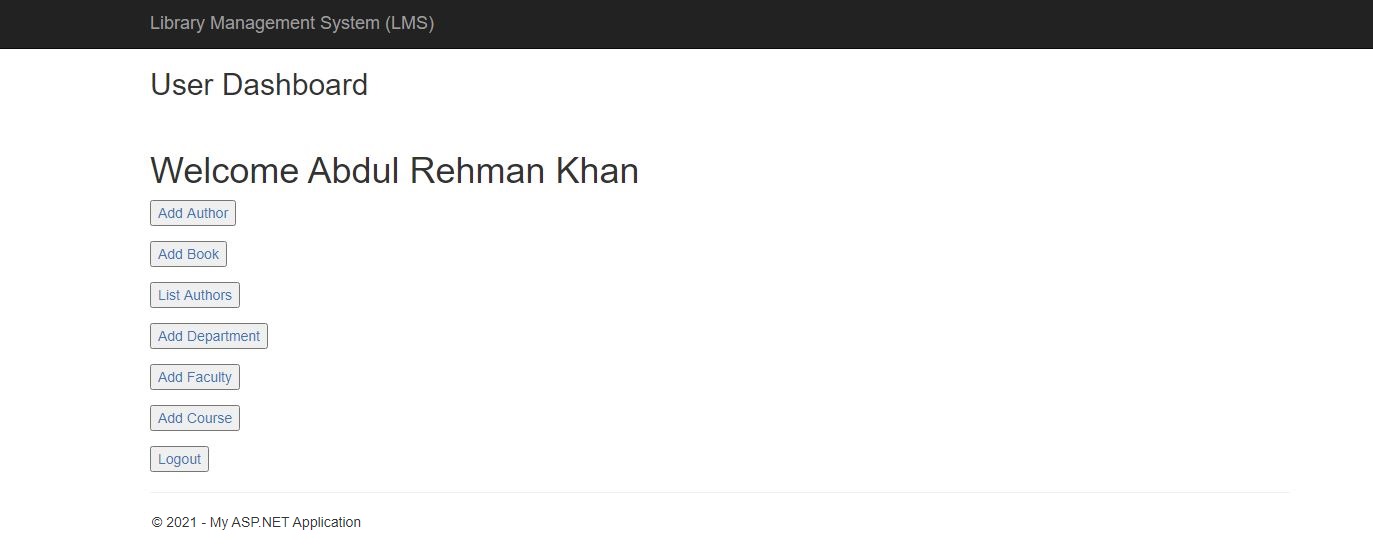 Library Management System (LMS)
User Dashboard
Welcome Abdul Rehman Khan
Add Author
Add Book
List Authors
Add Department
Add Faculty
Add Course
Logout
© 2021 - My ASP.NET Application